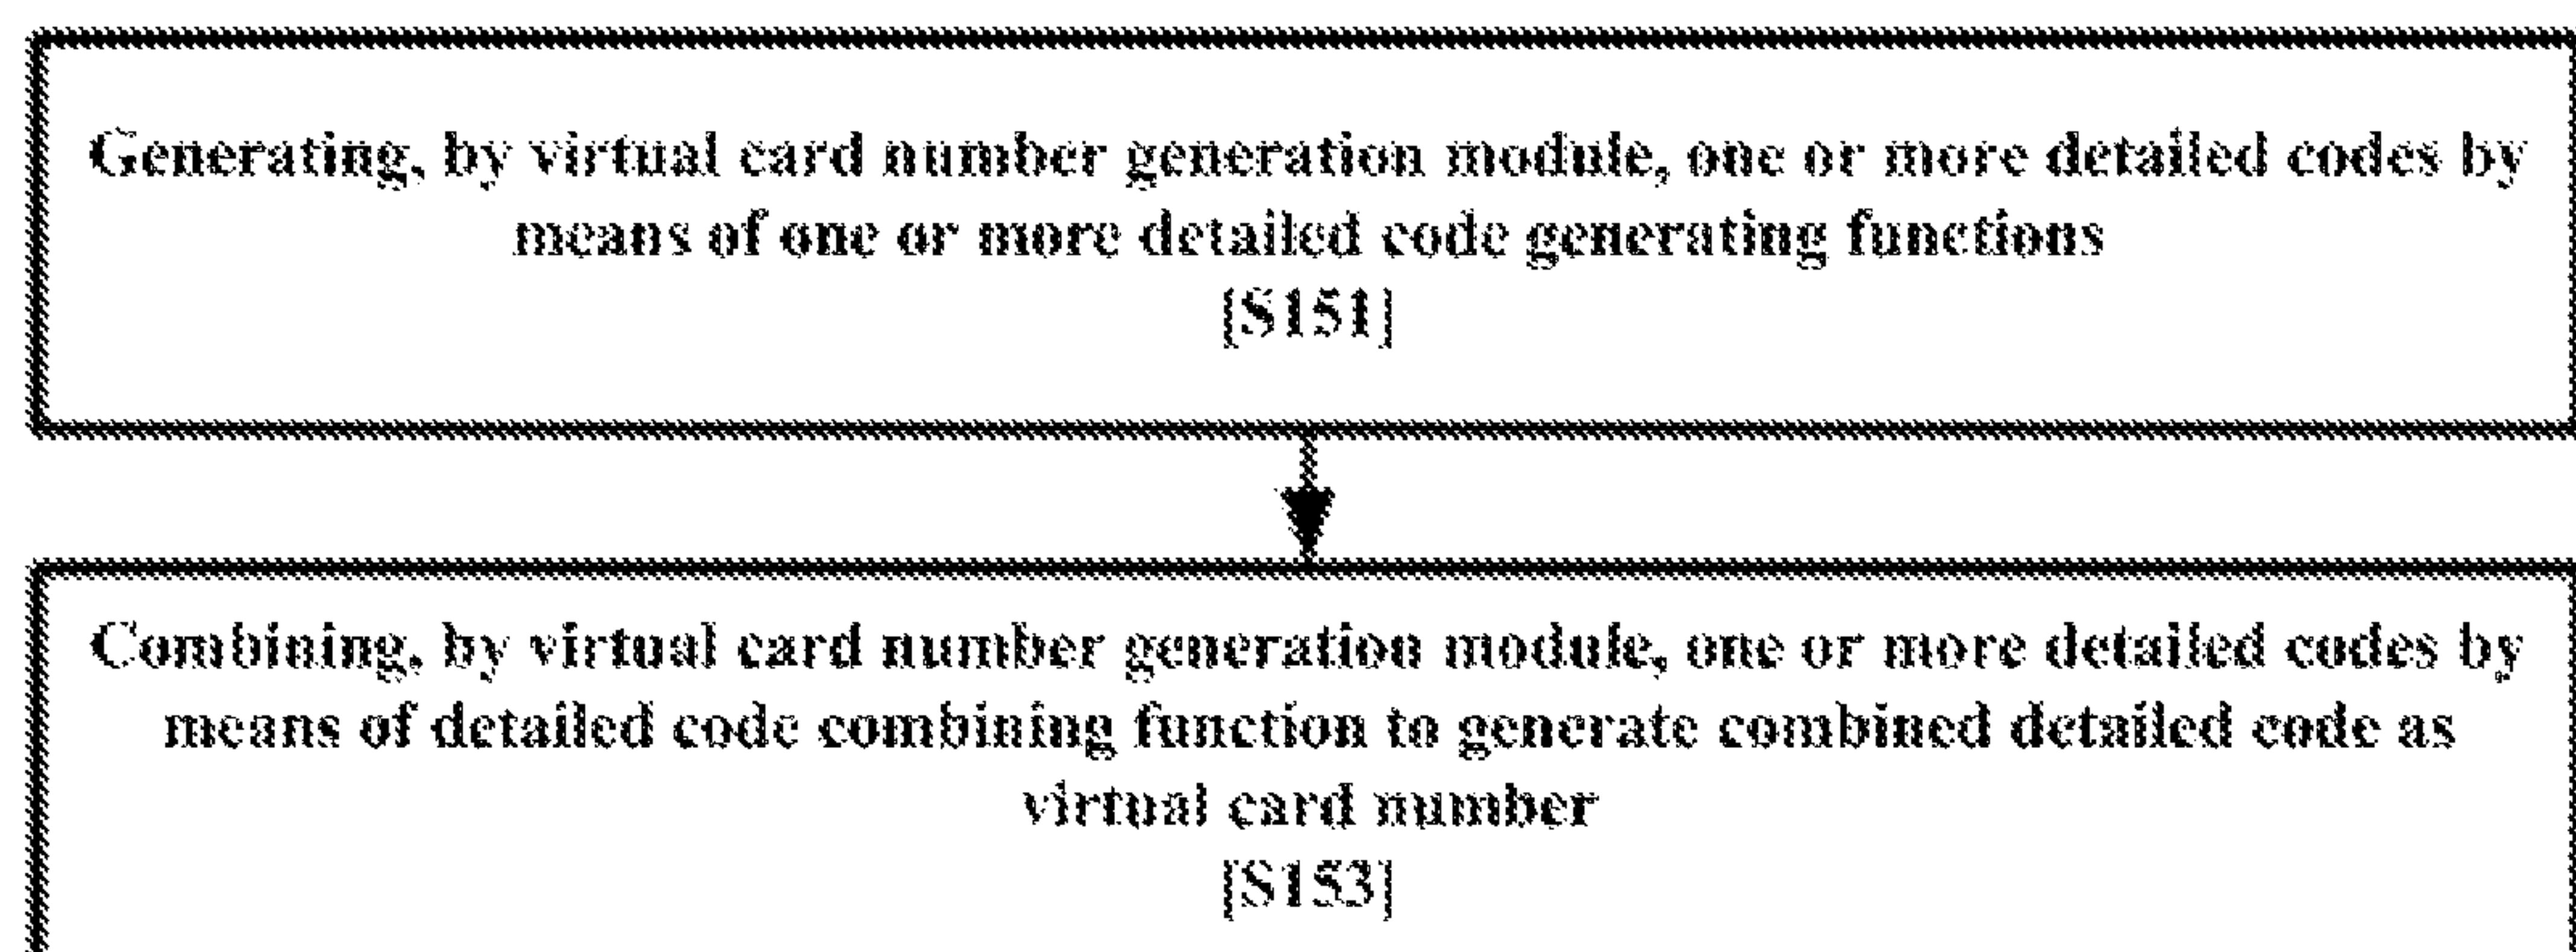 Generating, by virtual card number generation module, one or more detailed codes by
means of one or more detailed code generating functions
[S151]
Combining, by virtual card number generation module, one or more detailed codes by
means of detailed code combining function to generate combined detailed code as
virtual card number
[S153]